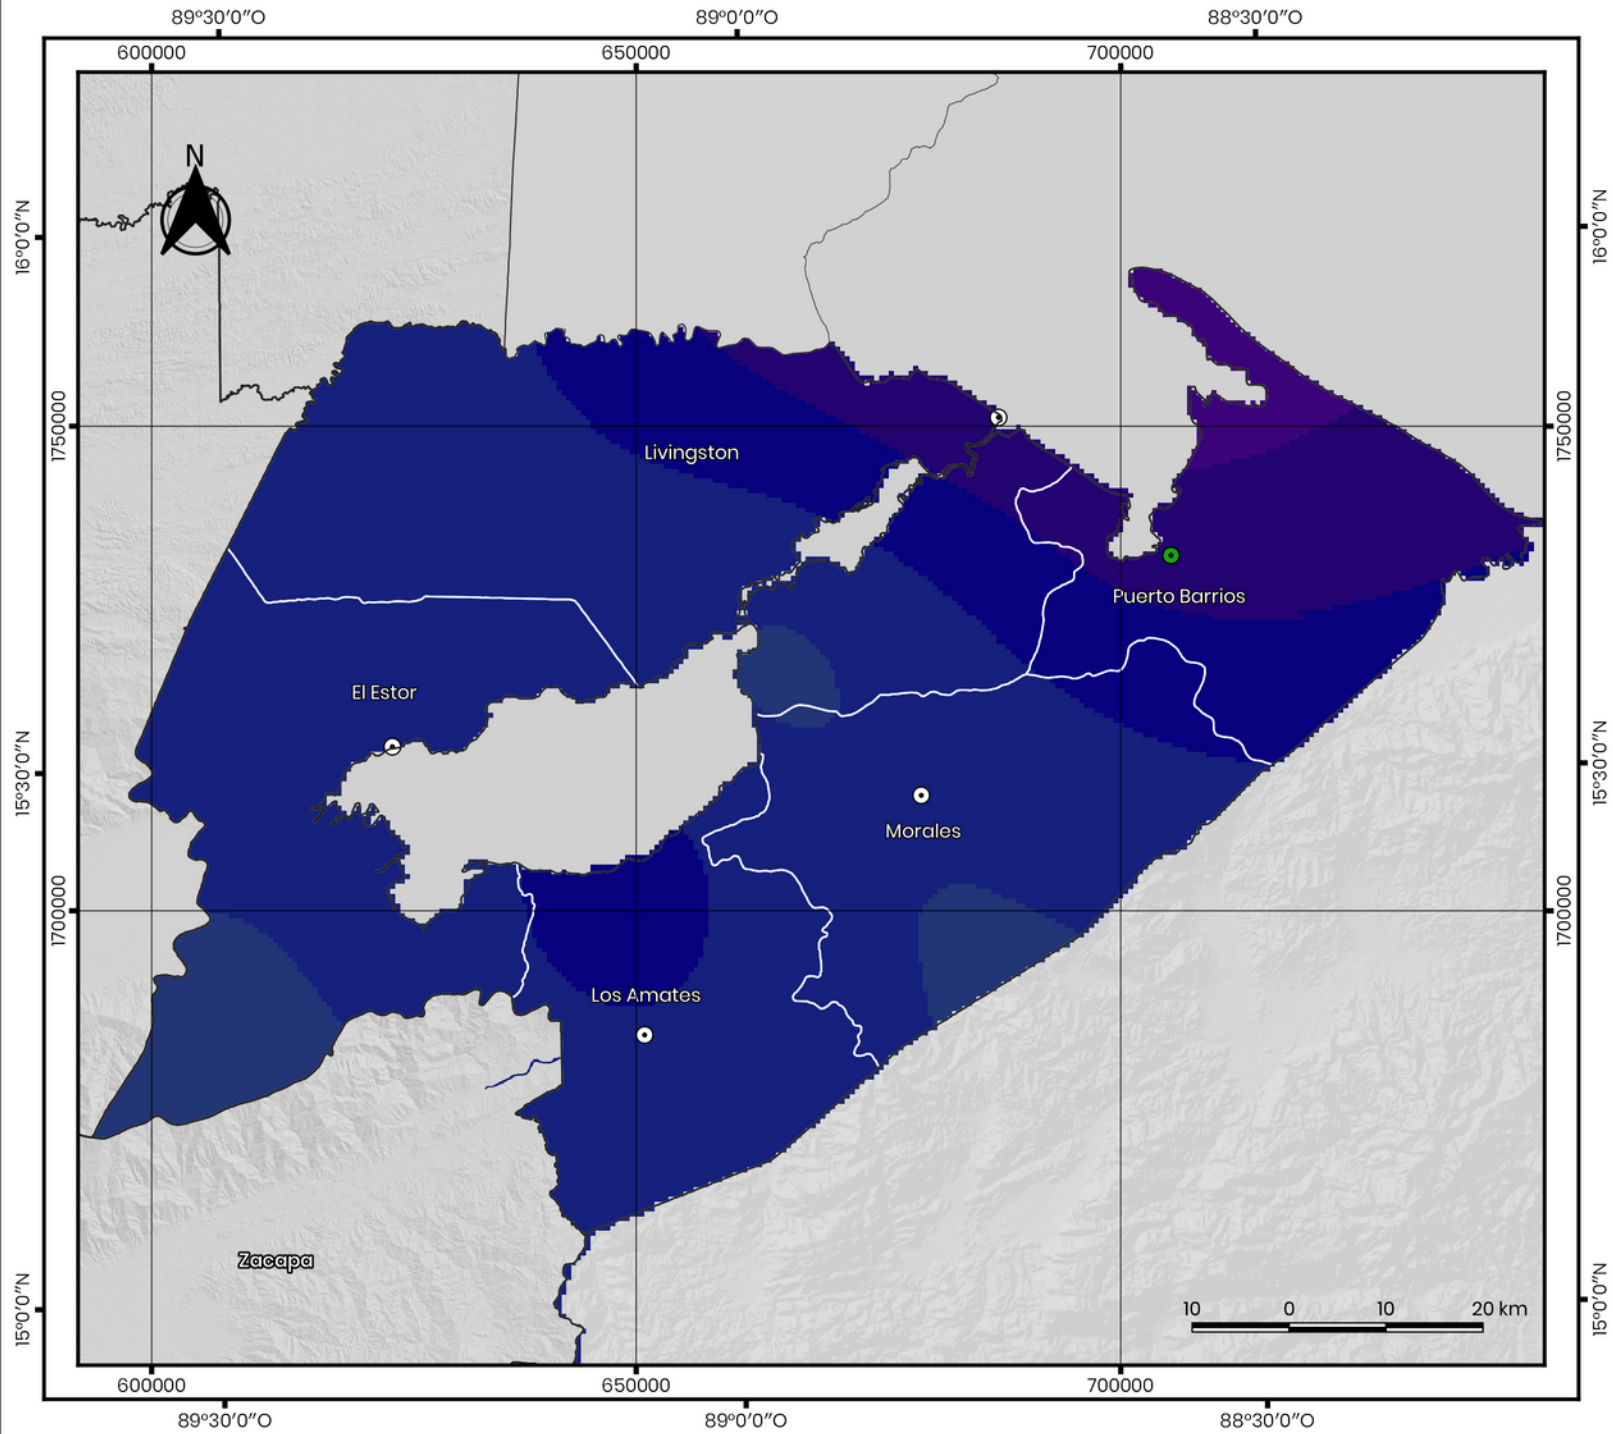 89°30'0"O 89°0'0"O 88°30'0"O
600000 650000 700000
N
16°0'0"N 16°0'0"N
1750000 1750000
Livingston
Puerto Barrios
El Estor
15°30'0"N 15°30'0"N
Morales
1700000 1700000
Los Amates
Zacapa
15°0'0"N 15°0'0"N
10 0 10 20 km
600000 650000 700000
89°30'0"O 89°0'0"O 88°30'0"O